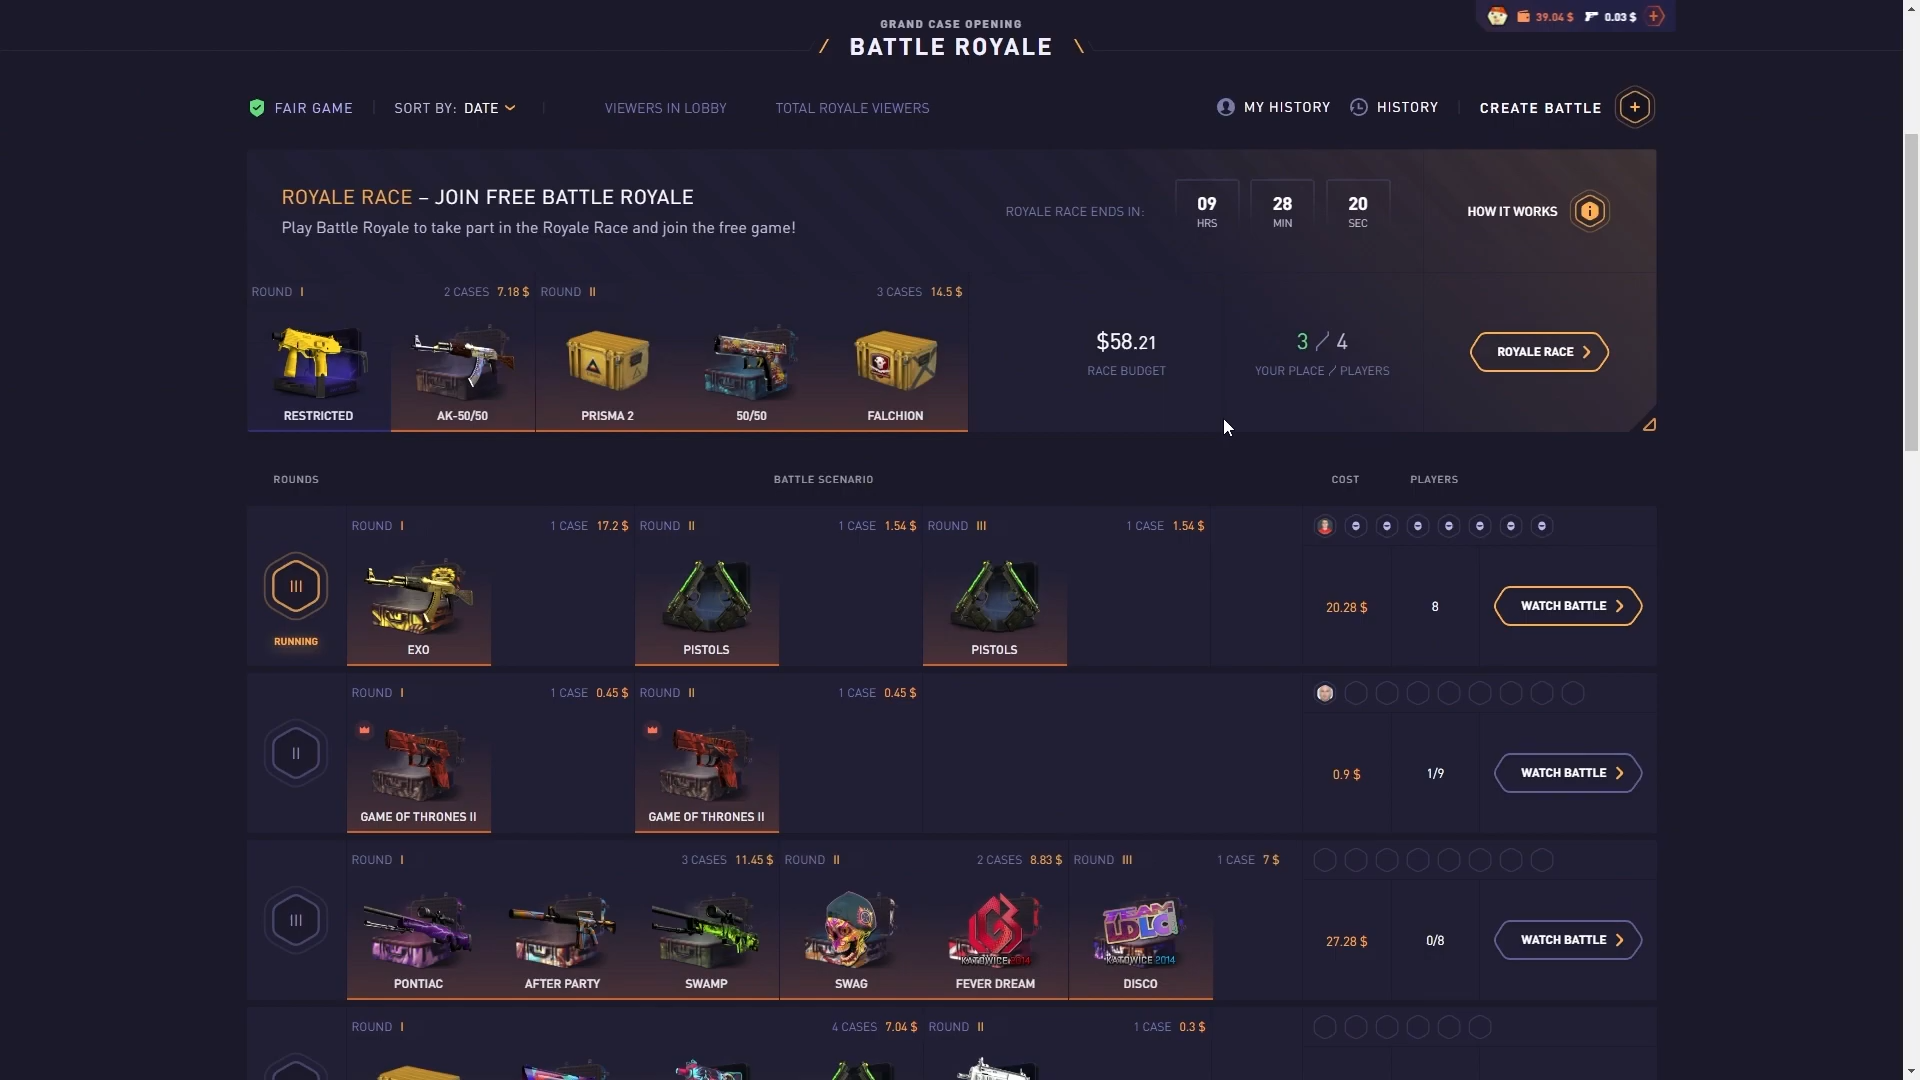 GRAND CASE OPENING
BATTLE ROYALE
39.04 $ 0.03 $
FAIR GAME SORT BY: DATE VIEWERS IN LOBBY TOTAL ROYALE VIEWERS MY HISTORY HISTORY CREATE BATTLE
ROYALE RACE – JOIN FREE BATTLE ROYALE
Play Battle Royale to take part in the Royale Race and join the free game!
ROYALE RACE ENDS IN: 09 HRS 28 MIN 20 SEC
HOW IT WORKS
ROUND I 2 CASES 7.18 $ ROUND II 3 CASES 14.5 $
RESTRICTED AK-50/50 PRISMA 2 50/50 FALCHION
$58.21
RACE BUDGET
3 / 4
YOUR PLACE / PLAYERS
ROYALE RACE
ROUNDS BATTLE SCENARIO COST PLAYERS
ROUND I 1 CASE 17.2 $ ROUND II 1 CASE 1.54 $ ROUND III 1 CASE 1.54 $
III
RUNNING
EXO PISTOLS PISTOLS
20.28 $ 8 WATCH BATTLE
ROUND I 1 CASE 0.45 $ ROUND II 1 CASE 0.45 $
II
GAME OF THRONES II GAME OF THRONES II
0.9 $ 1/9 WATCH BATTLE
ROUND I 3 CASES 11.45 $ ROUND II 2 CASES 8.83 $ ROUND III 1 CASE 7 $
III
KATOWICE 2014 TEAM LDLC KATOWICE 2014
PONTIAC AFTER PARTY SWAMP SWAG FEVER DREAM DISCO
27.28 $ 0/8 WATCH BATTLE
ROUND I 4 CASES 7.04 $ ROUND II 1 CASE 0.3 $